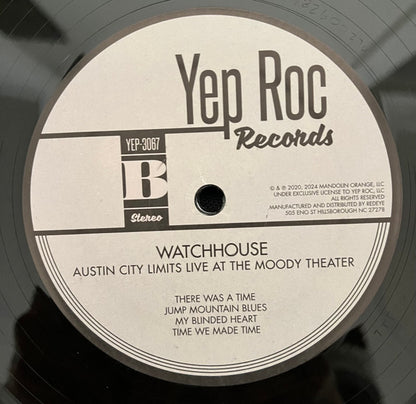 Yep Roc
Records
YEP-3067
B
Stereo
© & ℗ 2020, 2024 MANDOLIN ORANGE, LLC
UNDER EXCLUSIVE LICENSE TO YEP ROC, LLC
ALL RIGHTS RESERVED
MANUFACTURED AND DISTRIBUTED BY REDEYE
505 ENO ST HILLSBOROUGH NC 27278
WATCHHOUSE
AUSTIN CITY LIMITS LIVE AT THE MOODY THEATER
THERE WAS A TIME
JUMP MOUNTAIN BLUES
MY BLINDED HEART
TIME WE MADE TIME